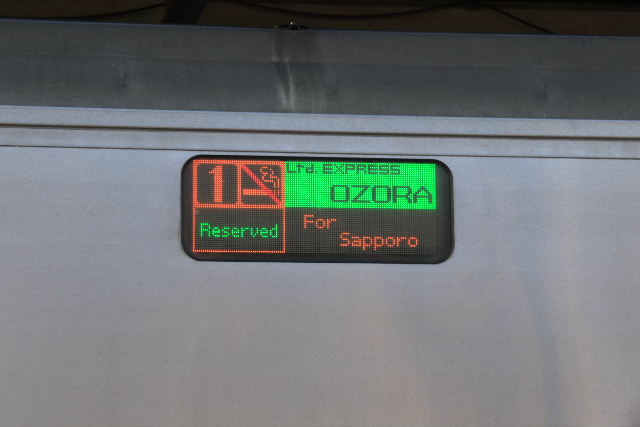 1
Reserved
Ltd. EXPRESS
OZORA
For
Sapporo